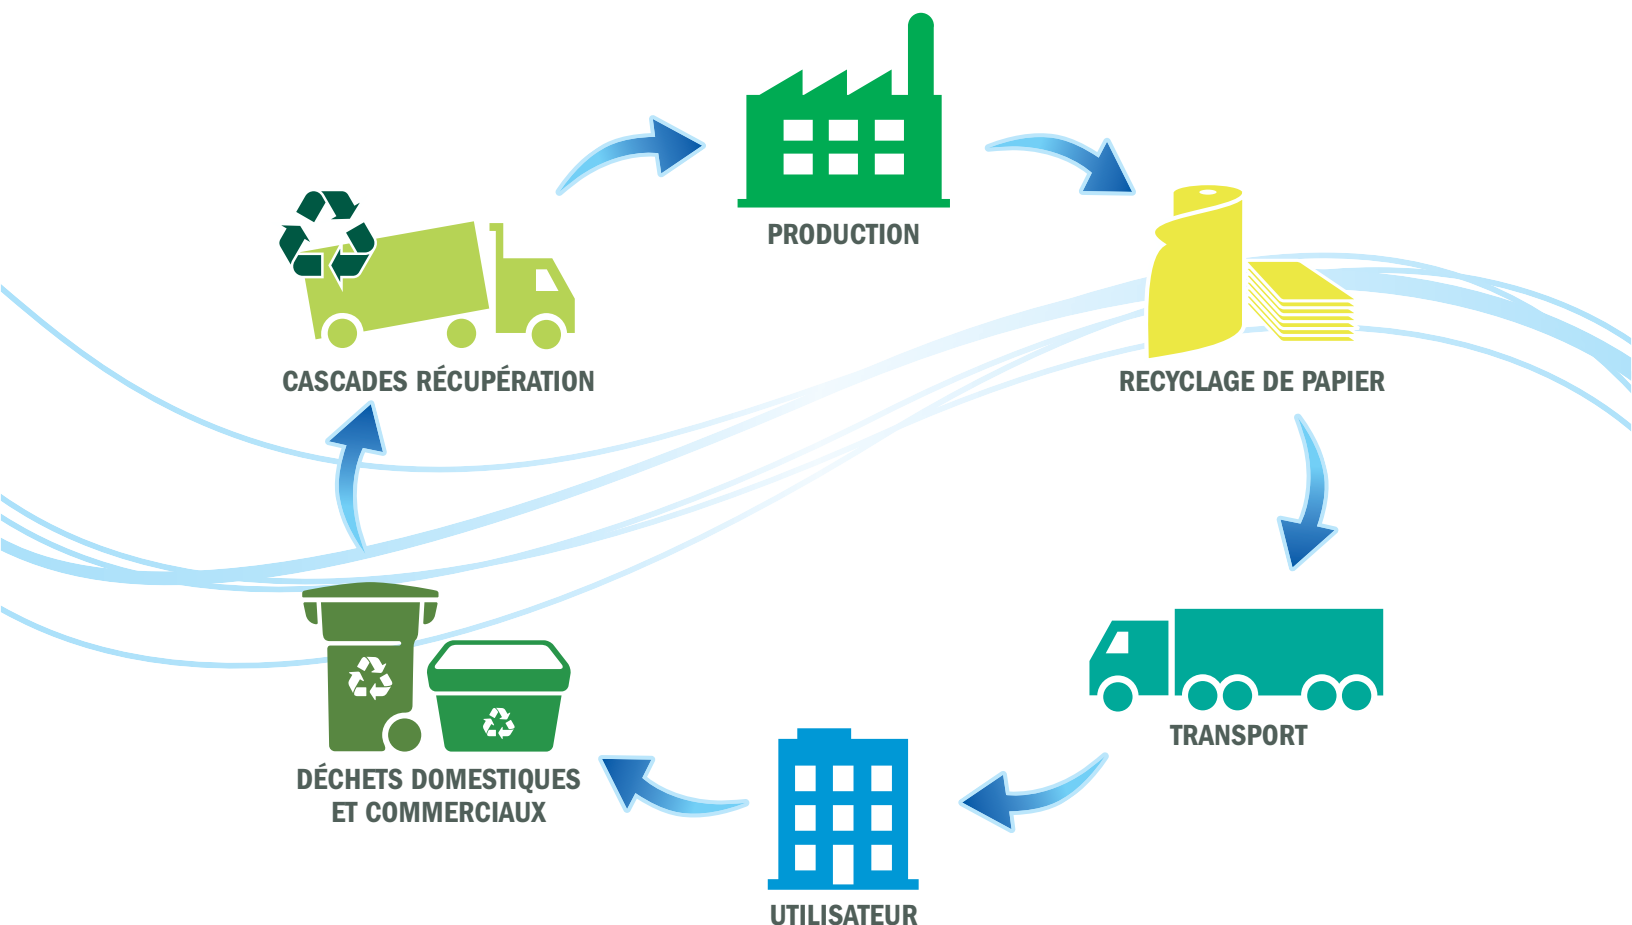 PRODUCTION
RECYCLAGE DE PAPIER
TRANSPORT
UTILISATEUR
DÉCHETS DOMESTIQUES
ET COMMERCIAUX
CASCADES RÉCUPÉRATION